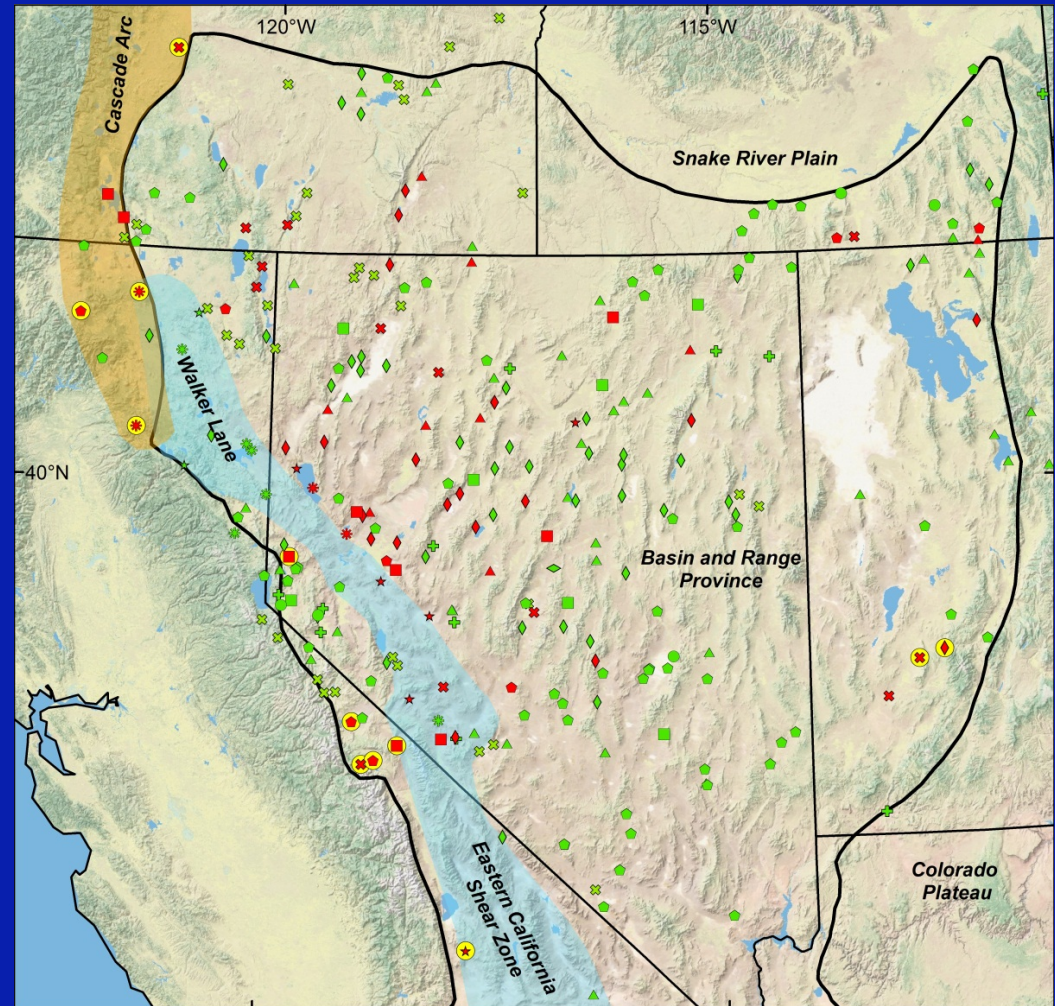 120°W
115°W
Cascade Arc
Snake River Plain
Walker Lane
40°N
Basin and Range
Province
Eastern California
Shear Zone
Colorado
Plateau